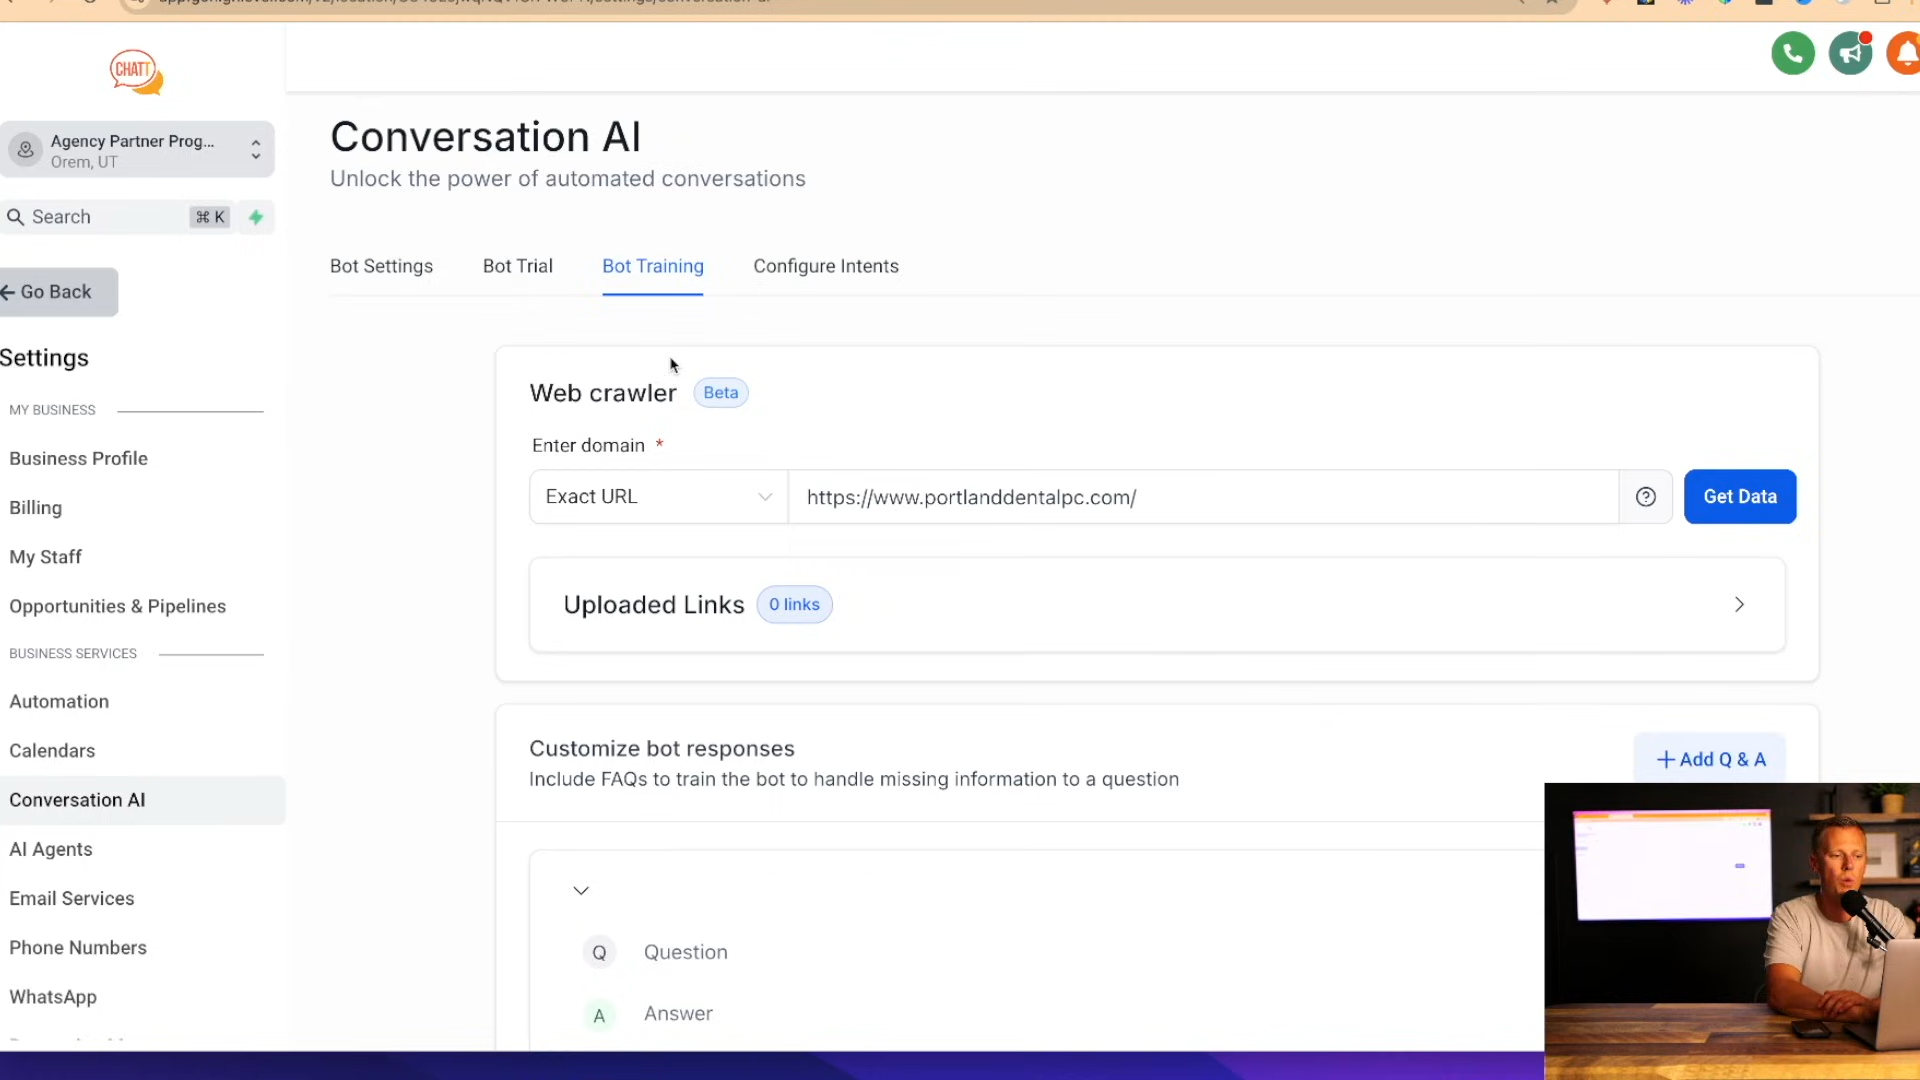 CHATT
Agency Partner Prog...
Orem, UT
Search
⌘ K
Go Back
Settings
MY BUSINESS
Business Profile
Billing
My Staff
Opportunities & Pipelines
BUSINESS SERVICES
Automation
Calendars
Conversation AI
AI Agents
Email Services
Phone Numbers
WhatsApp
Conversation AI
Unlock the power of automated conversations
Bot Settings
Bot Trial
Bot Training
Configure Intents
Web crawler
Beta
Enter domain *
Exact URL
https://www.portlanddentalpc.com/
Get Data
Uploaded Links
0 links
Customize bot responses
Include FAQs to train the bot to handle missing information to a question
+ Add Q & A
Q
Question
A
Answer